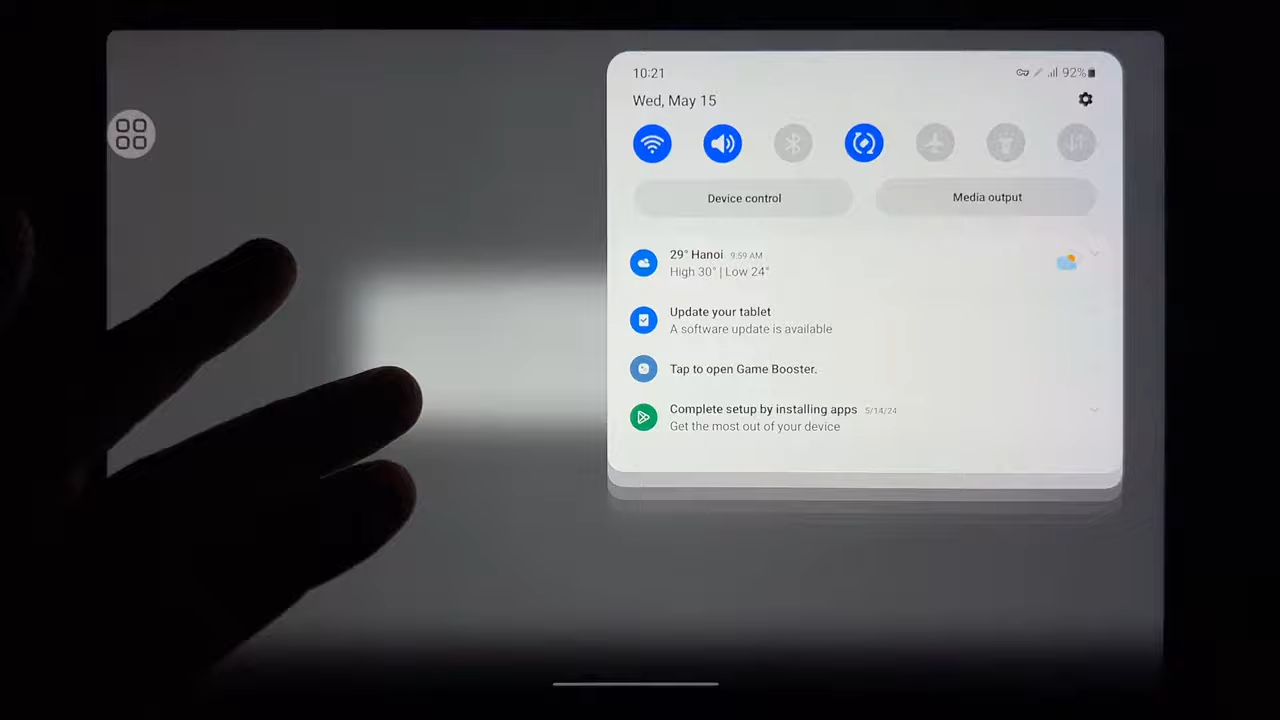 10:21
92%
Wed, May 15
Device control
Media output
29° Hanoi 9:59 AM
High 30° | Low 24°
Update your tablet
A software update is available
Tap to open Game Booster.
Complete setup by installing apps 5/14/24
Get the most out of your device